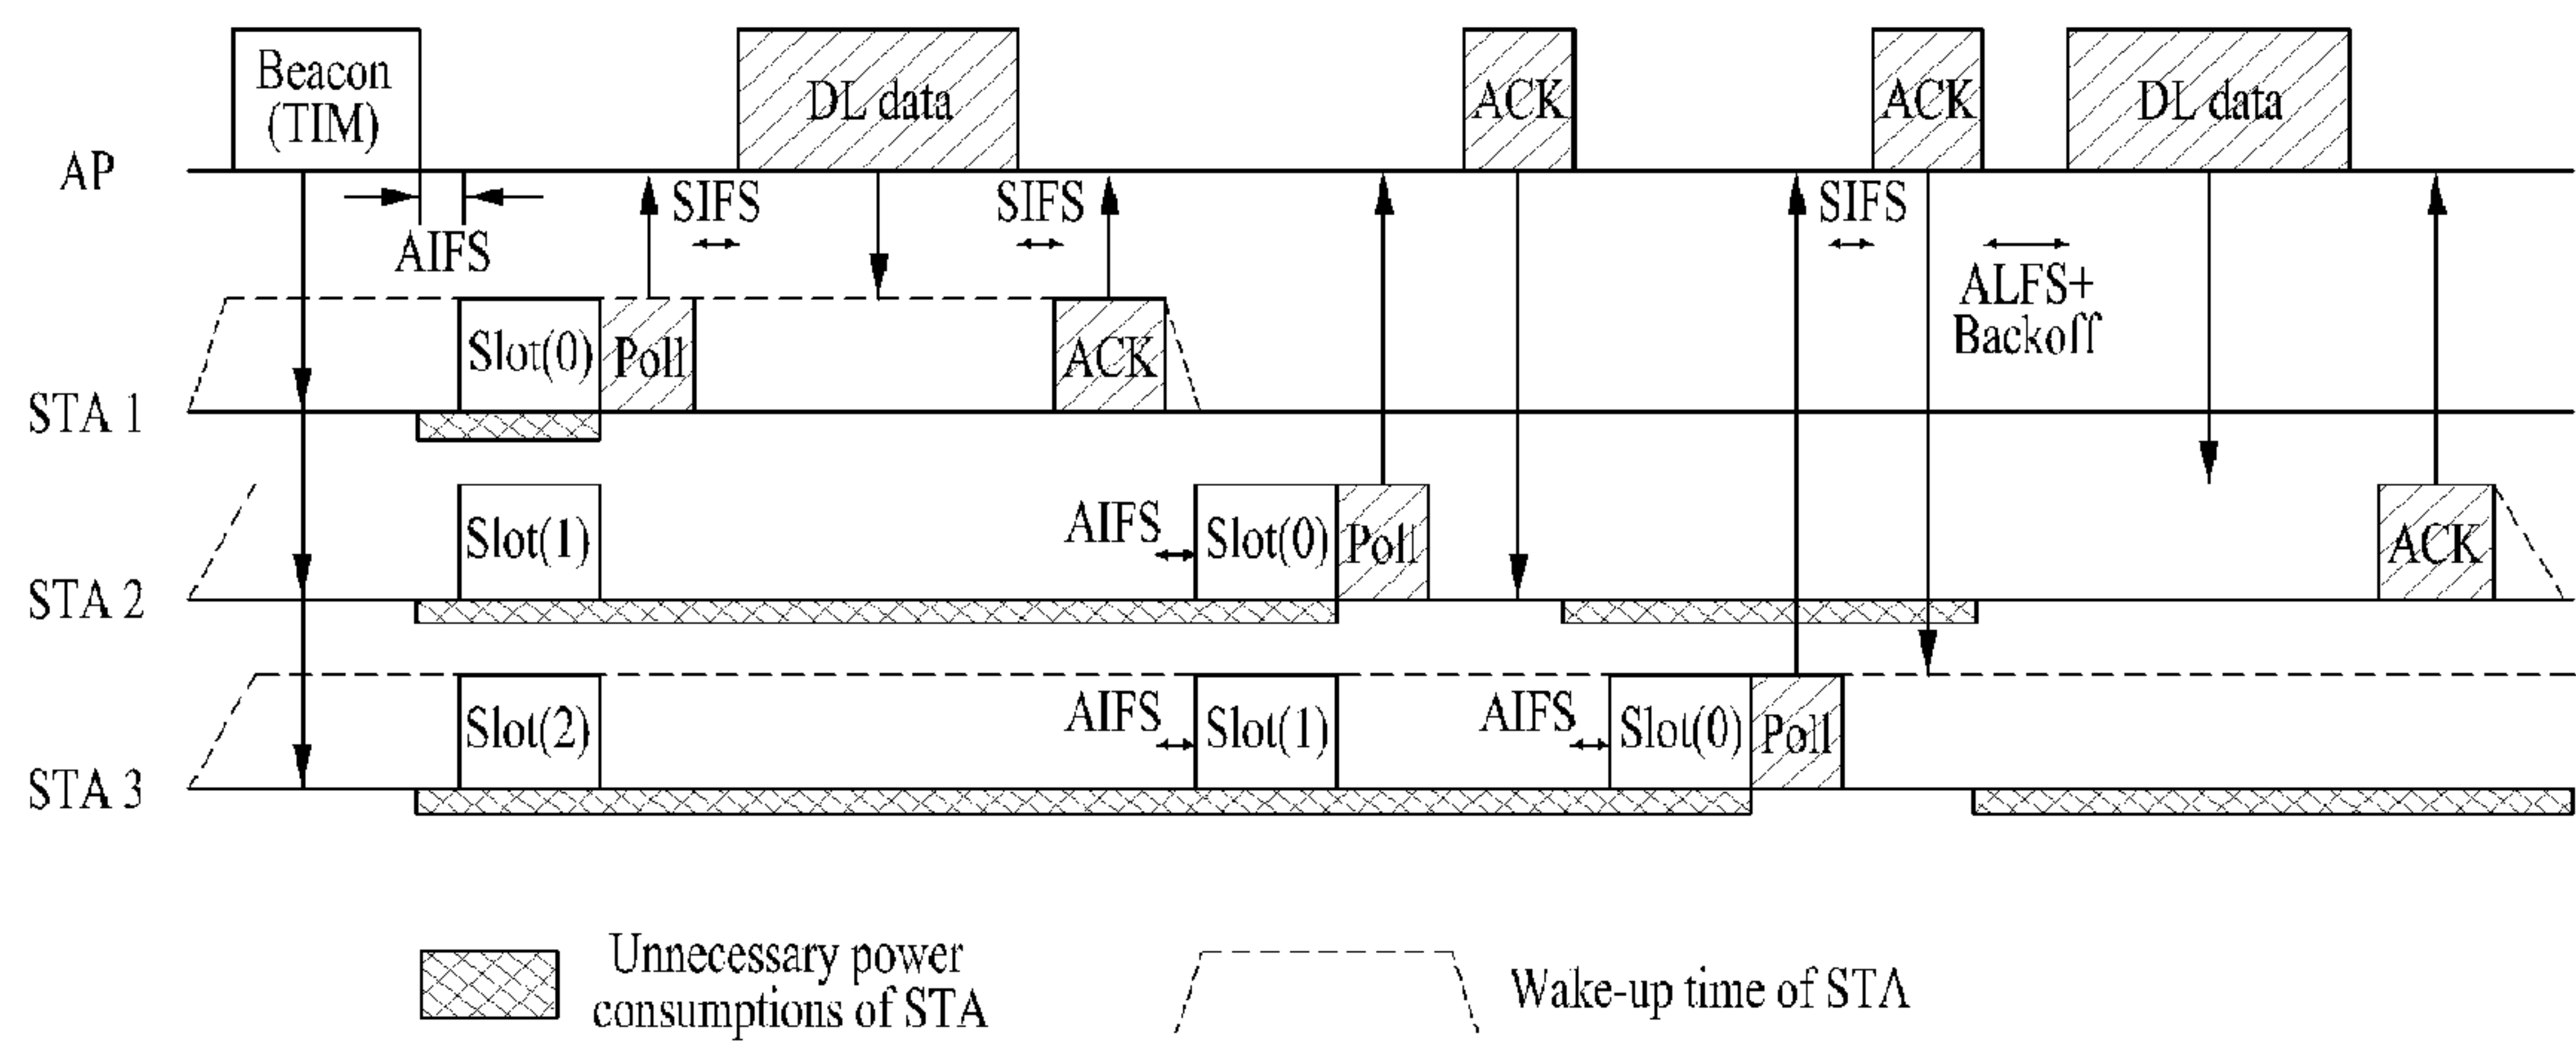 Beacon
(TIM)
DL data
ACK
ACK
DL data
AP
SIFS
SIFS
SIFS
AIFS
ALFS+
Backoff
Slot(0)
Poll
ACK
STA 1
Slot(1)
AIFS
Slot(0)
Poll
ACK
STA 2
Slot(2)
AIFS
Slot(1)
AIFS
Slot(0)
Poll
STA 3
Unnecessary power
consumptions of STA
Wake-up time of STA